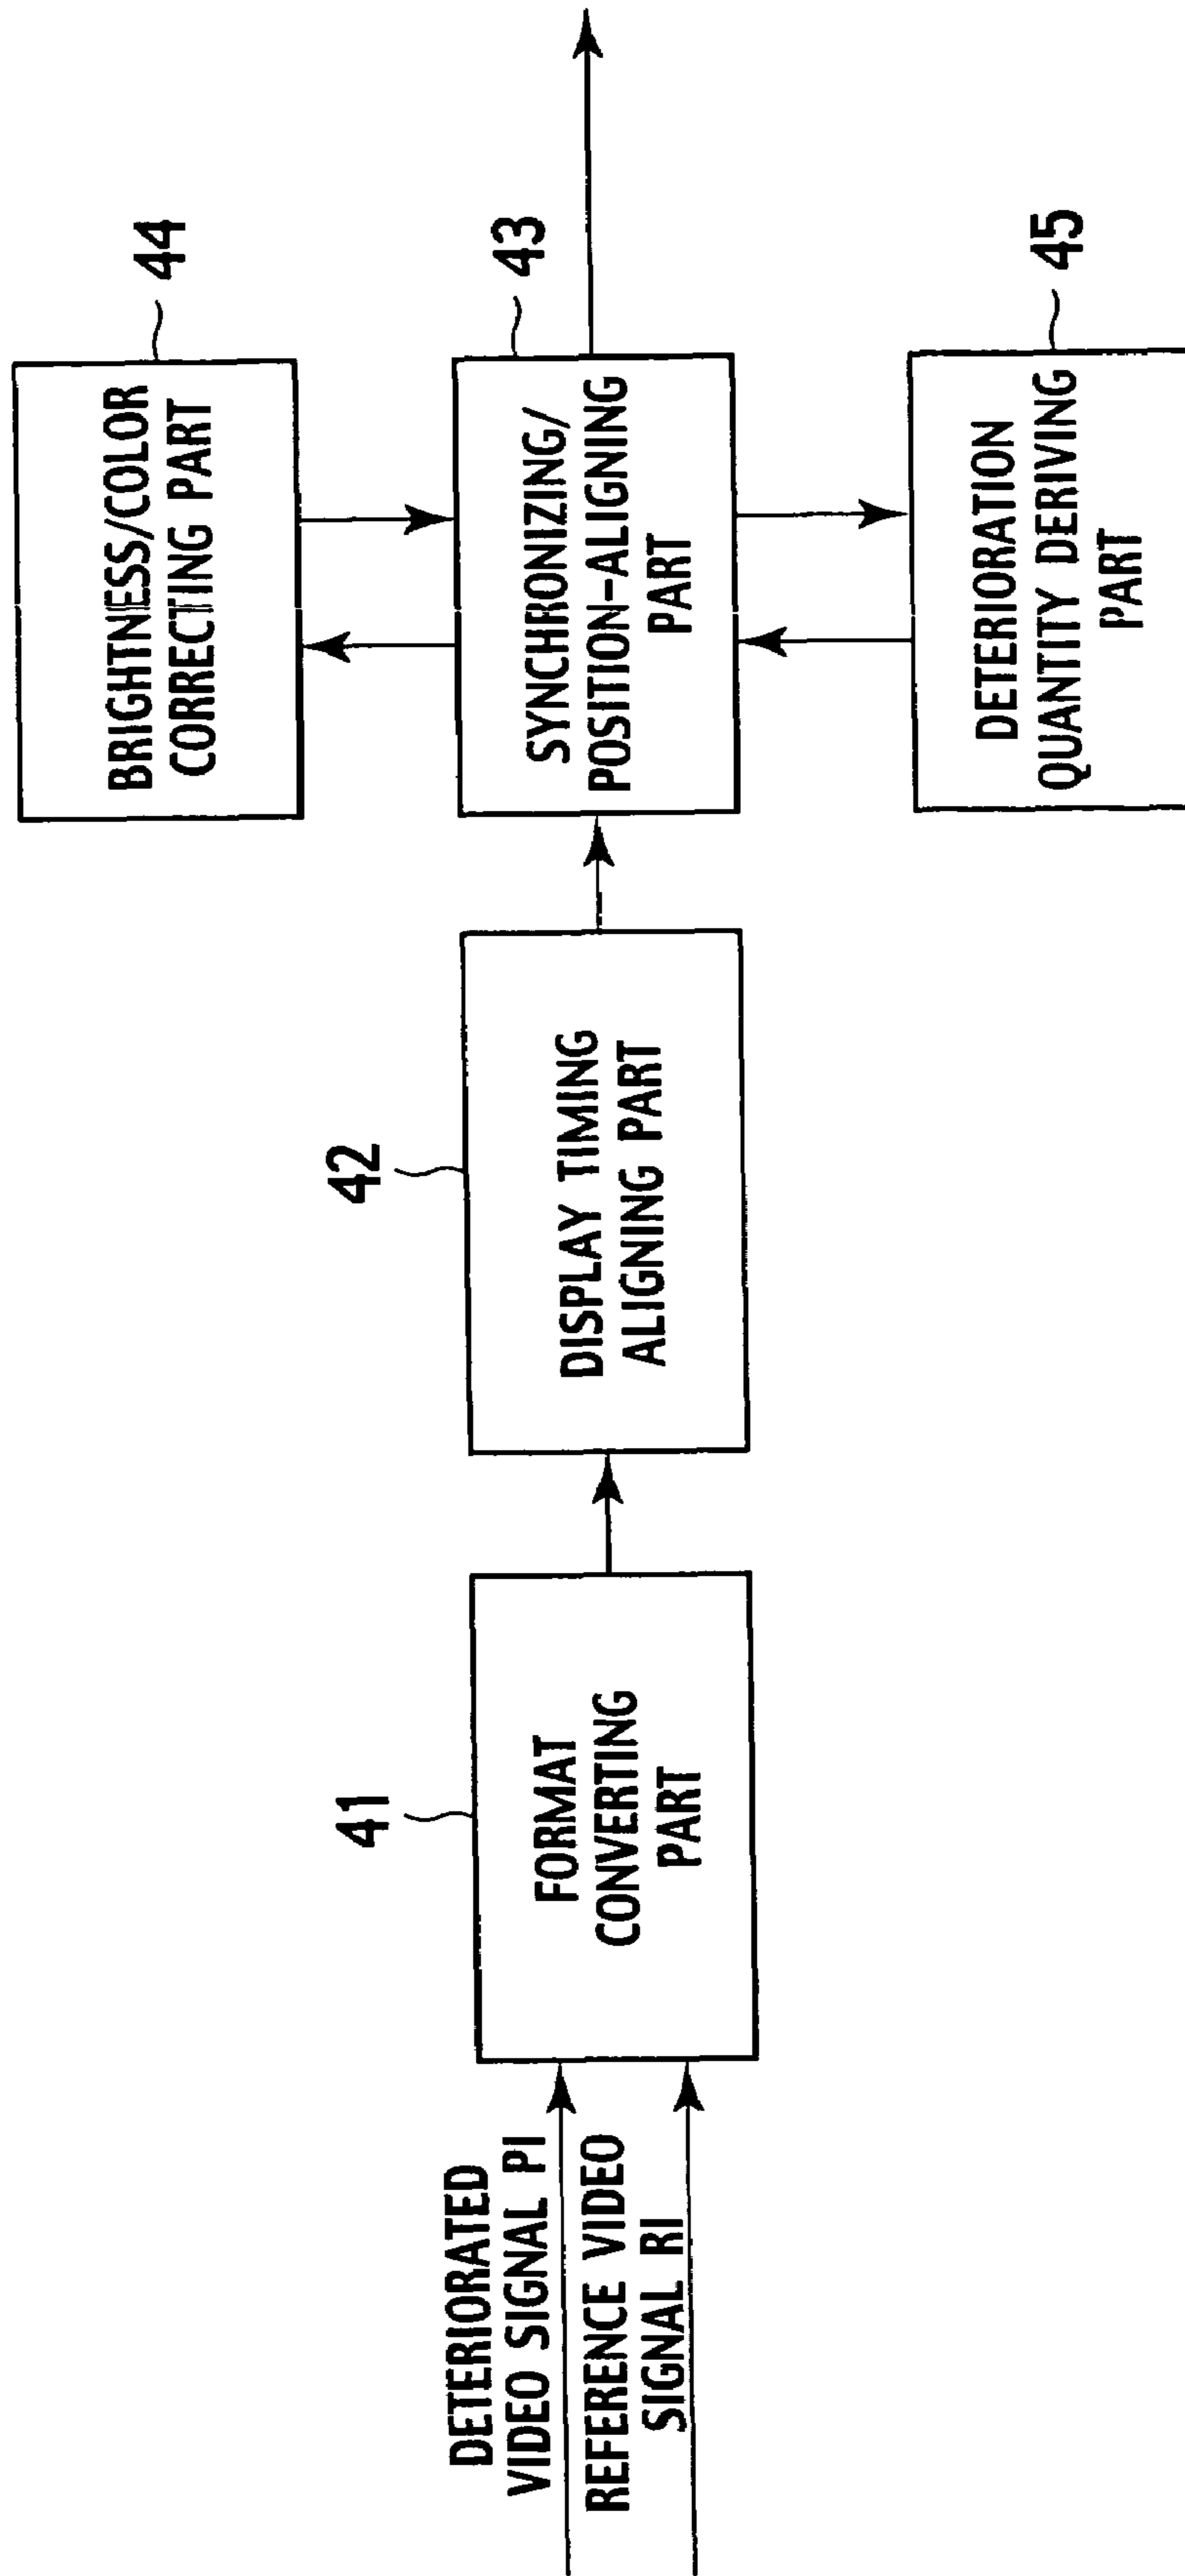 DETERIORATED
VIDEO SIGNAL PI
REFERENCE VIDEO
SIGNAL RI
41
FORMAT
CONVERTING
PART
42
DISPLAY TIMING
ALIGNING PART
44
BRIGHTNESS/COLOR
CORRECTING PART
43
SYNCHRONIZING/
POSITION-ALIGNING
PART
45
DETERIORATION
QUANTITY DERIVING
PART